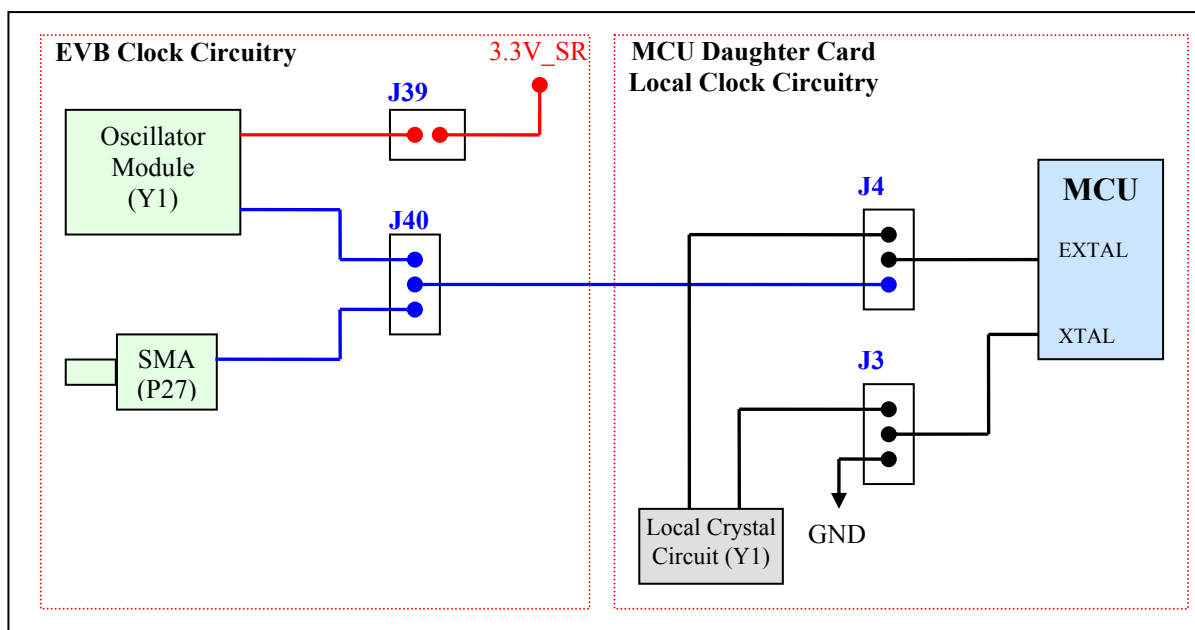 EVB Clock Circuitry
3.3V_SR
J39
Oscillator
Module
(Y1)
J40
SMA
(P27)
MCU Daughter Card
Local Clock Circuitry
J4
MCU
EXTAL
XTAL
J3
Local Crystal
Circuit (Y1)
GND